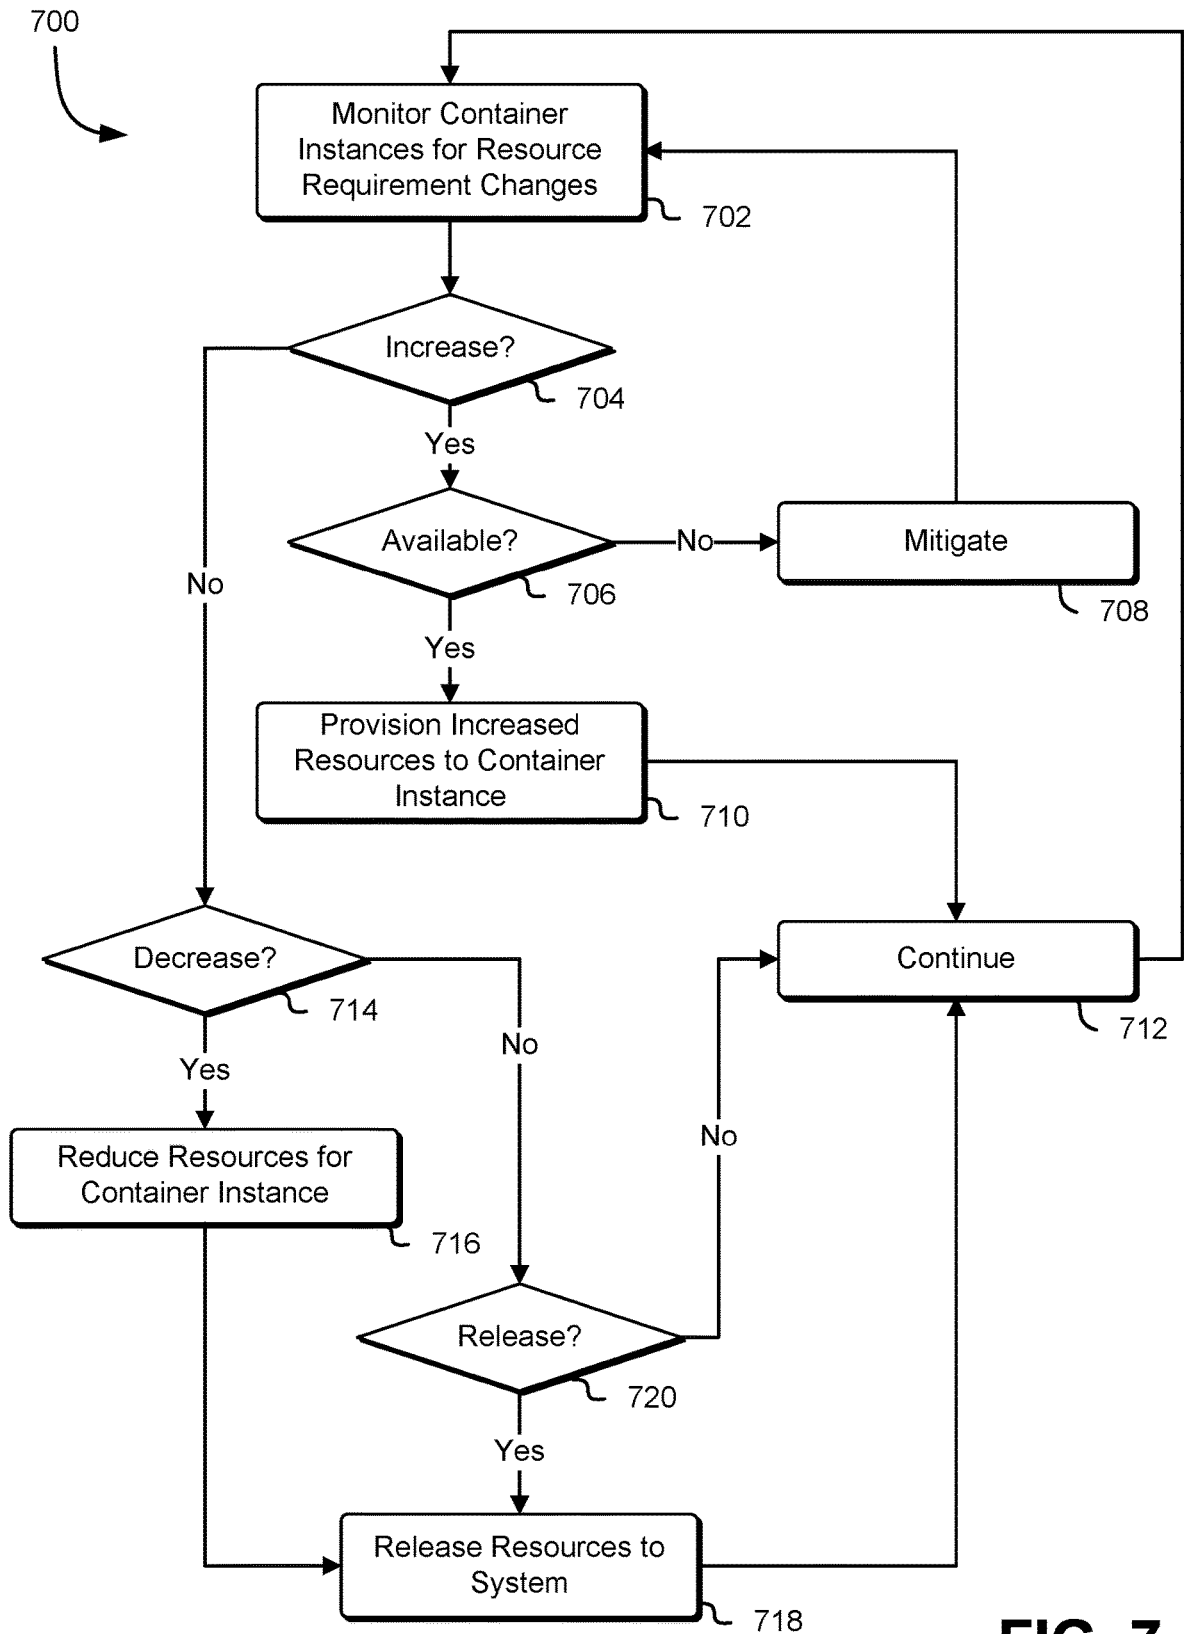 700
Monitor Container
Instances for Resource
Requirement Changes
702
Increase?
704
Yes
Available?
706
No
Mitigate
708
No
Yes
Provision Increased
Resources to Container
Instance
710
Decrease?
714
Continue
712
No
Yes
No
Reduce Resources for
Container Instance
716
Release?
720
Yes
Release Resources to
System
718
FIG. 7